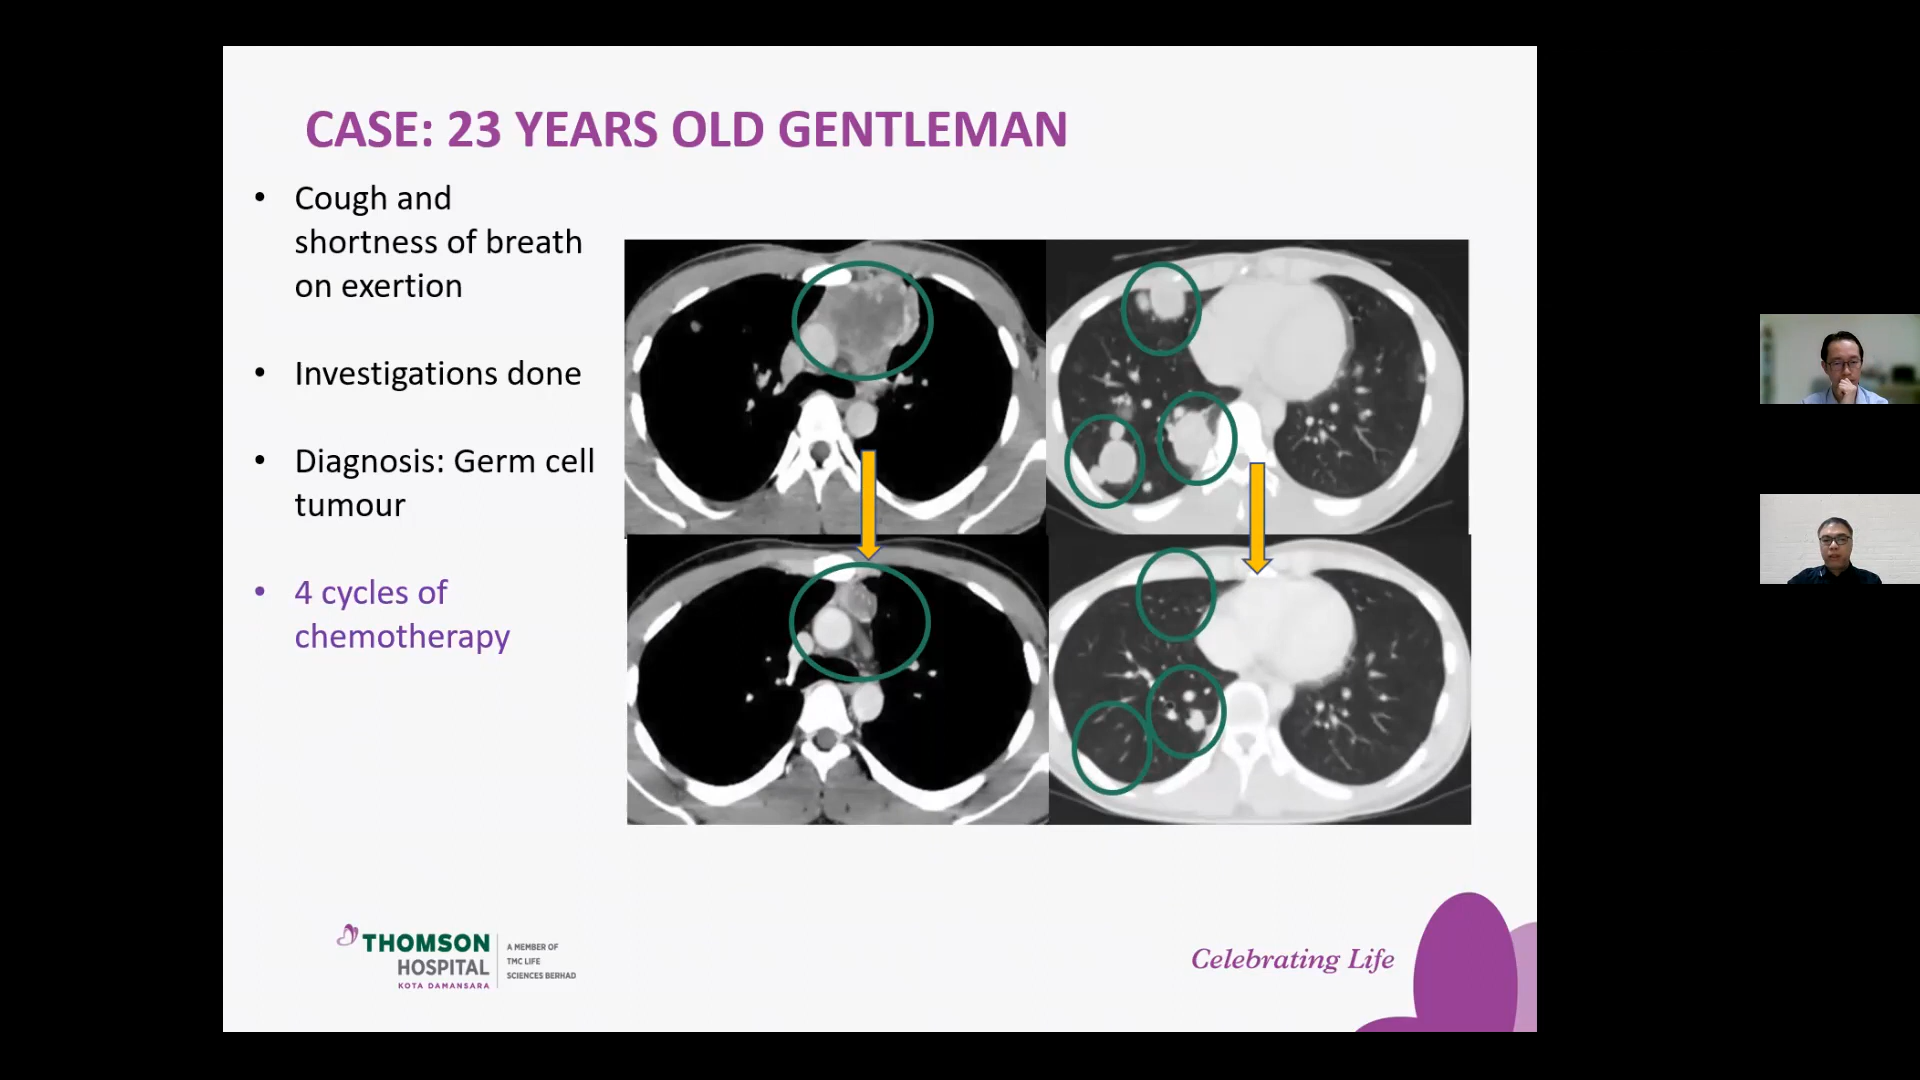 CASE: 23 YEARS OLD GENTLEMAN
• Cough and
shortness of breath
on exertion
• Investigations done
• Diagnosis: Germ cell
tumour
• 4 cycles of
chemotherapy
THOMSON
HOSPITAL
KOTA DAMANSARA
A MEMBER OF
TMC LIFE
SCIENCES BERHAD
Celebrating Life